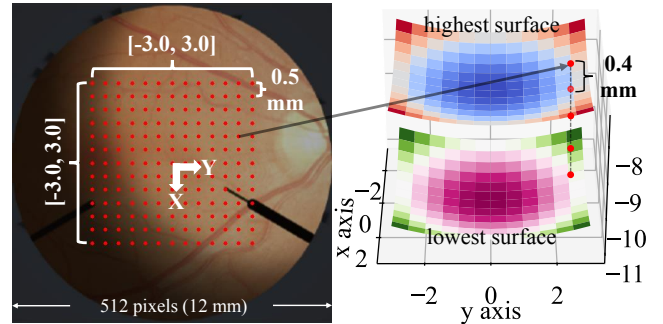 [-3.0, 3.0]
0.5
mm
[-3.0, 3.0]
Y
X
512 pixels (12 mm)
highest surface
0.4
mm
lowest surface
−8
−9
−10
−11
x axis
−2
0
2
−2
0
2
y axis